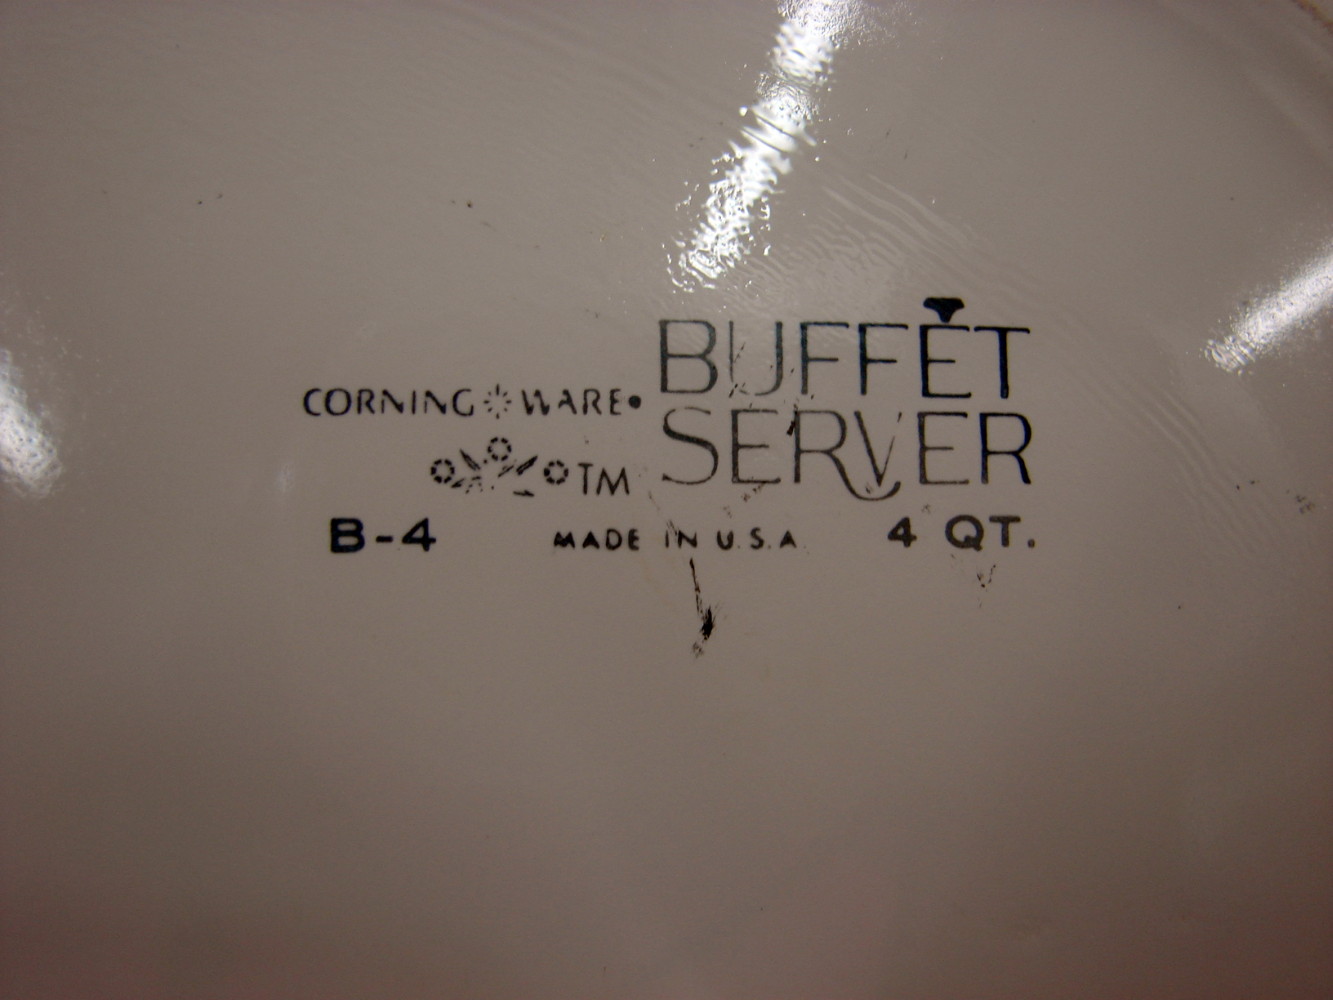 BUFFET
CORNING WARE
SERVER
TM
B-4 MADE IN U.S.A. 4 QT.